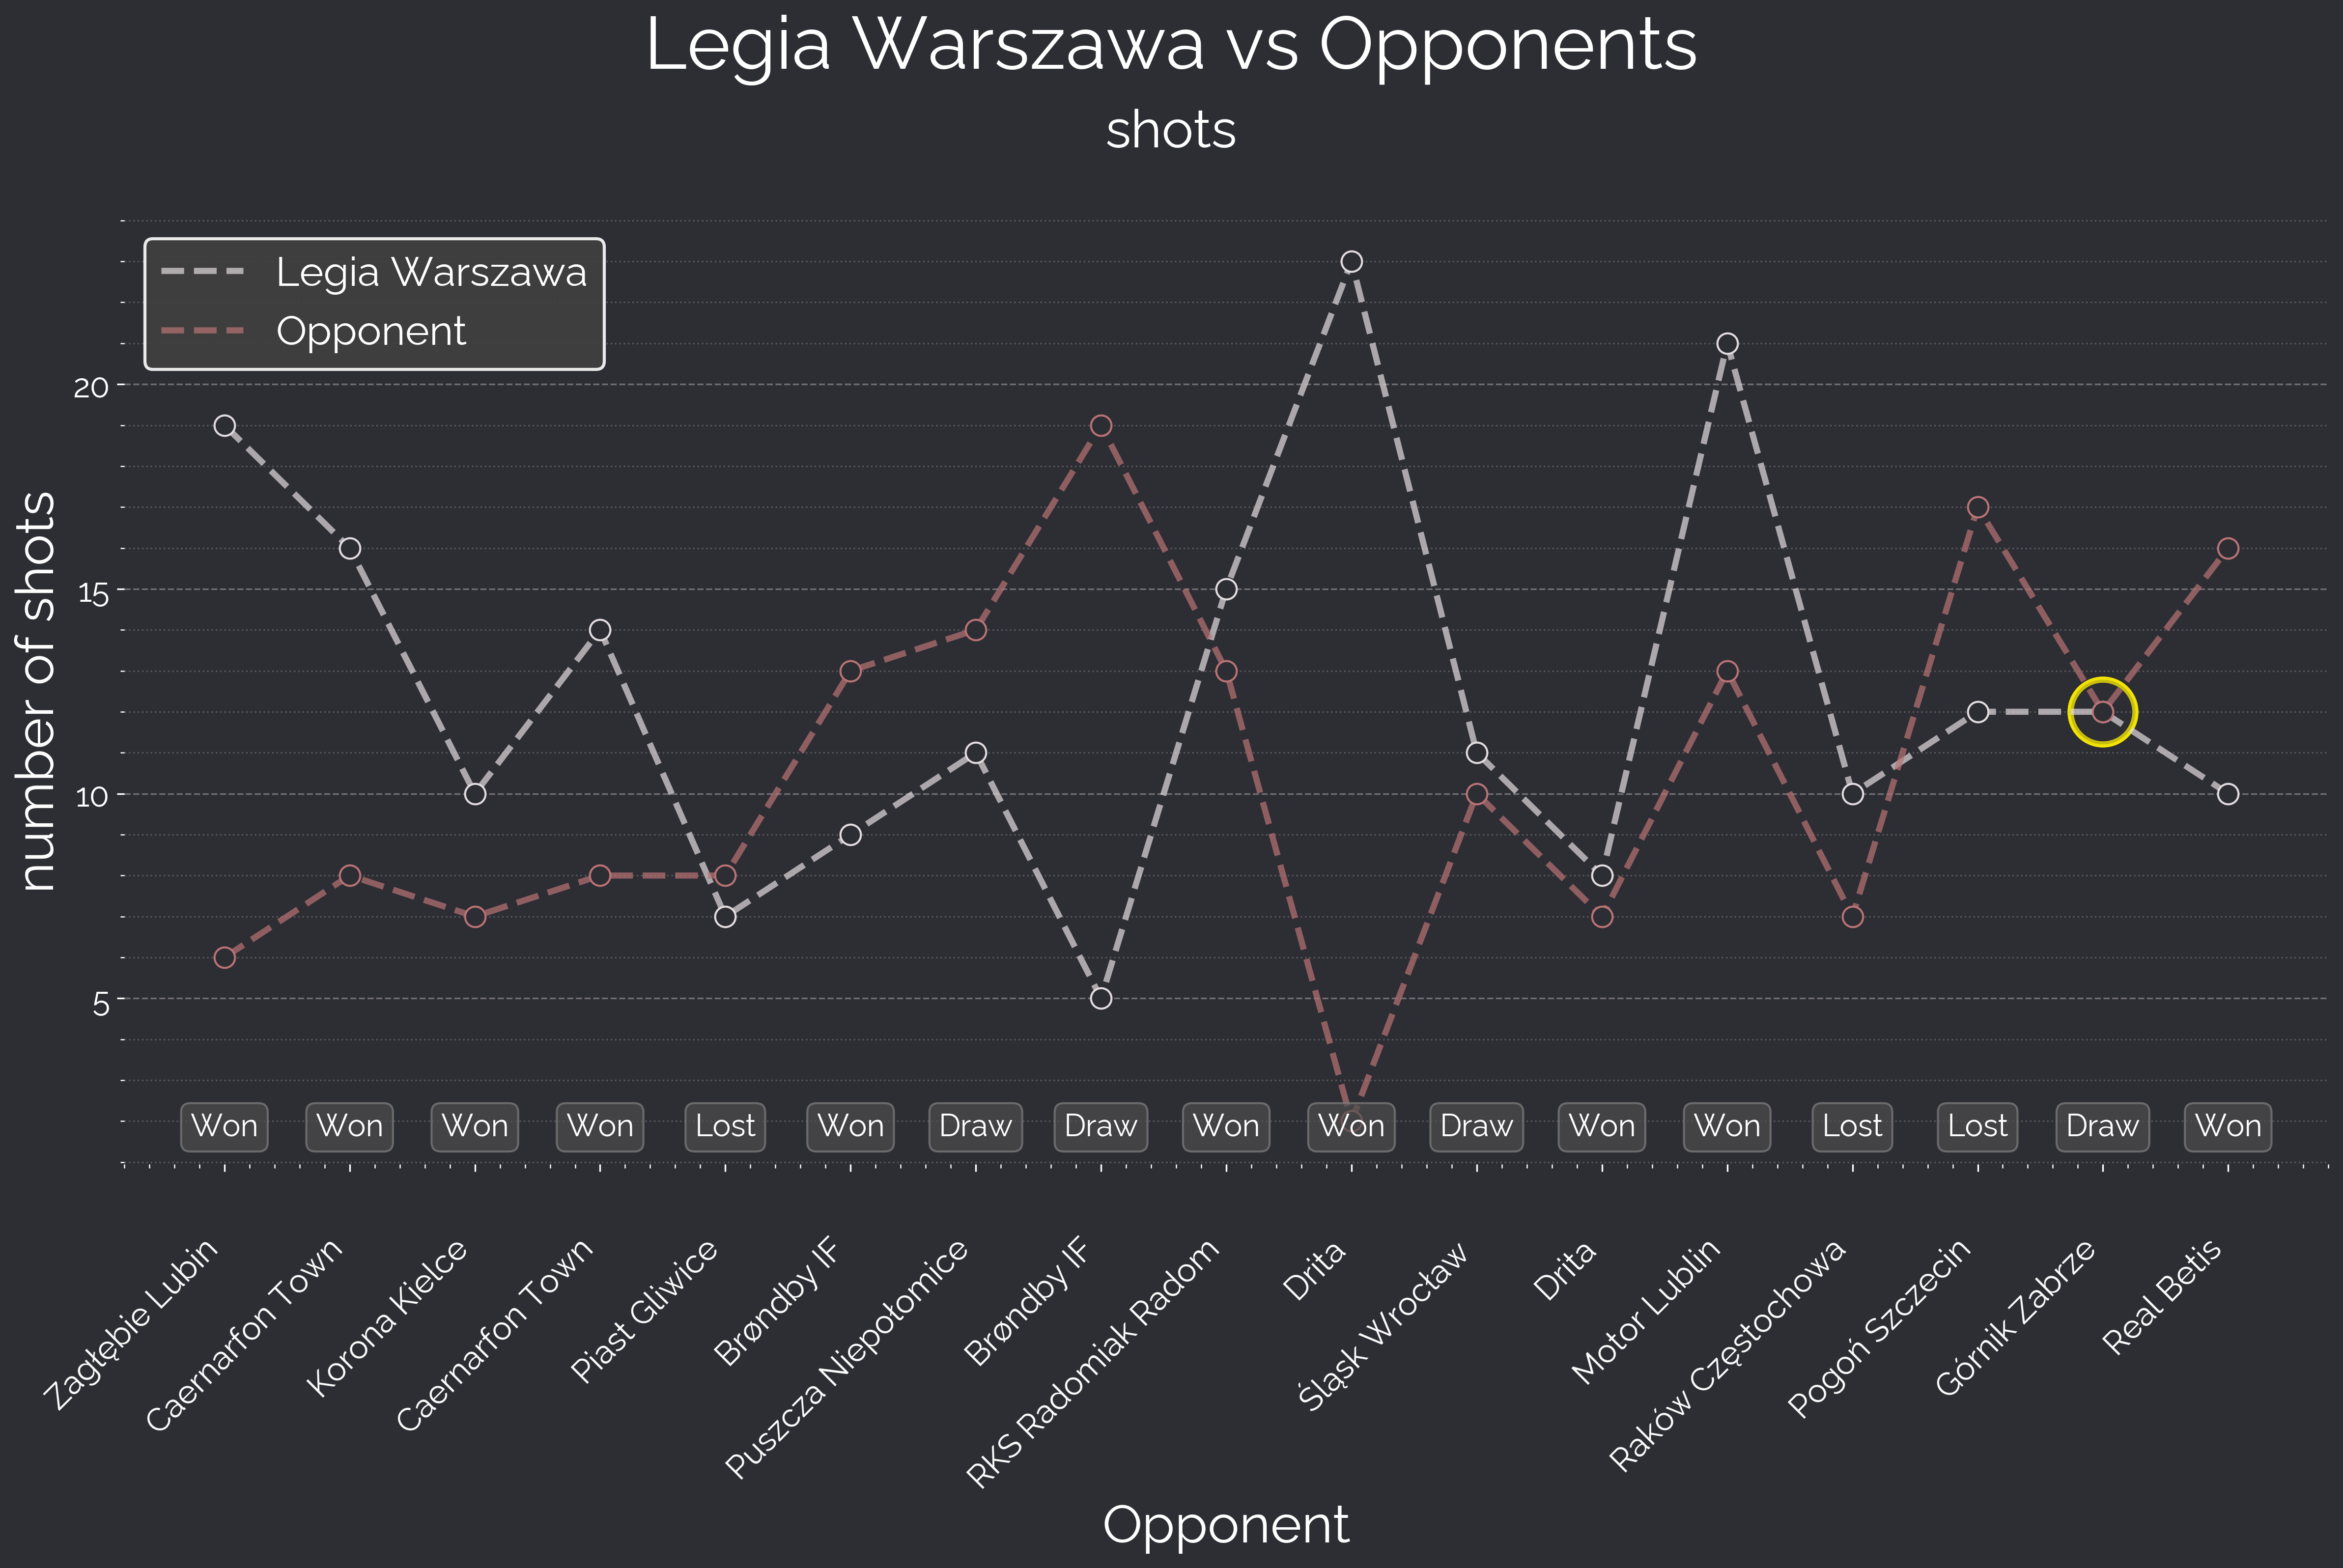 Legia Warszawa vs Opponents
shots
Legia Warszawa
Opponent
number of shots
20
15
10
5
Won Won Won Won Lost Won Draw Draw Won Won Draw Won Won Lost Lost Draw Won
Zagłębie Lubin
Caernarfon Town
Korona Kielce
Caernarfon Town
Piast Gliwice
Brøndby IF
Puszcza Niepołomice
Brøndby IF
RKS Radomiak Radom
Drita
Śląsk Wrocław
Drita
Motor Lublin
Raków Częstochowa
Pogoń Szczecin
Górnik Zabrze
Real Betis
Opponent